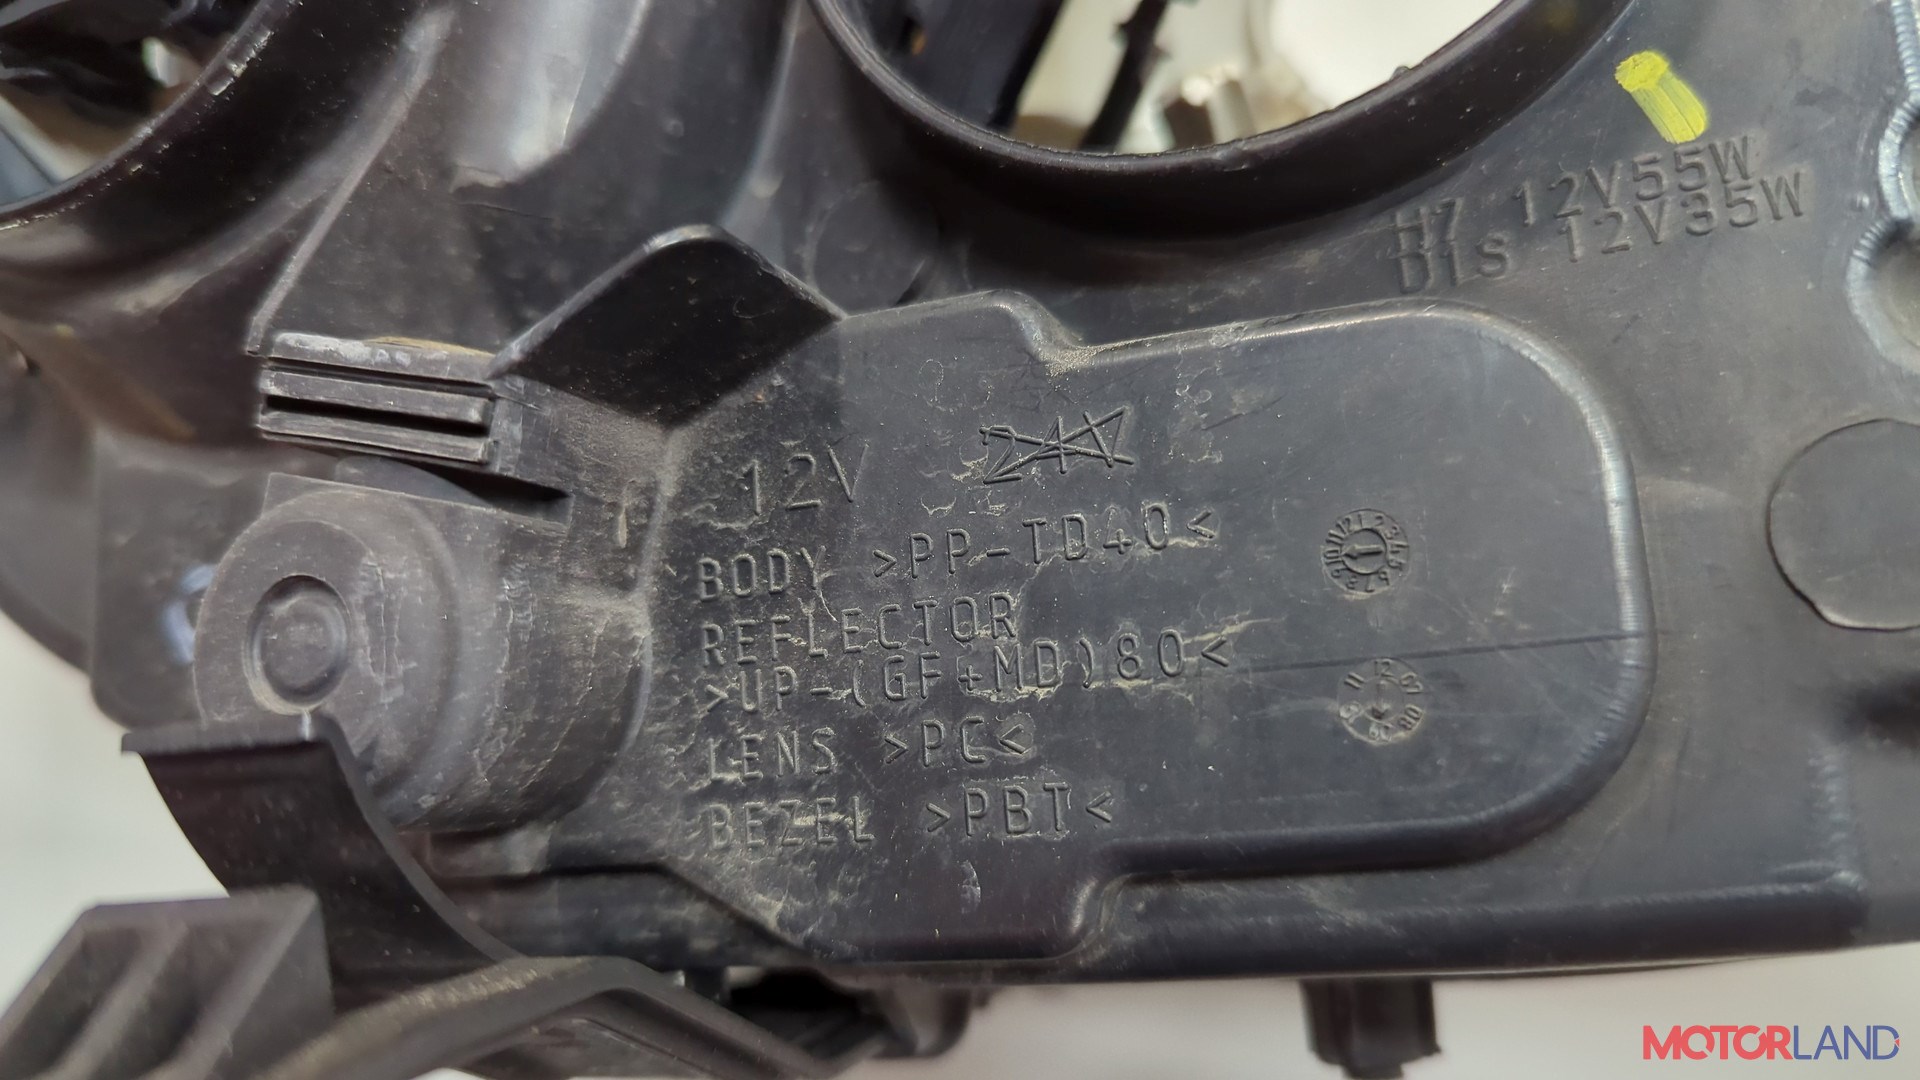 H7 12V55W
D1S 12V35W
12V 24V
BODY >PP-TD40<
REFLECTOR
>UP-(GF+MD)80<
LENS >PC<
BEZEL >PBT<
MOTORLAND